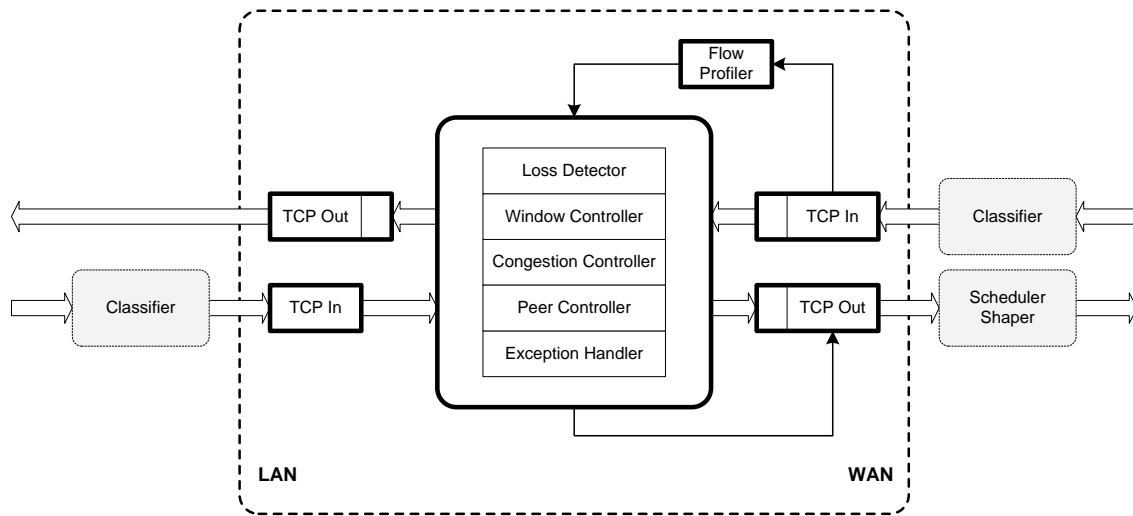 Flow
Profiler
Loss Detector
TCP Out
Window Controller
TCP In
Classifier
Congestion Controller
Classifier
TCP In
Peer Controller
TCP Out
Scheduler
Shaper
Exception Handler
LAN
WAN